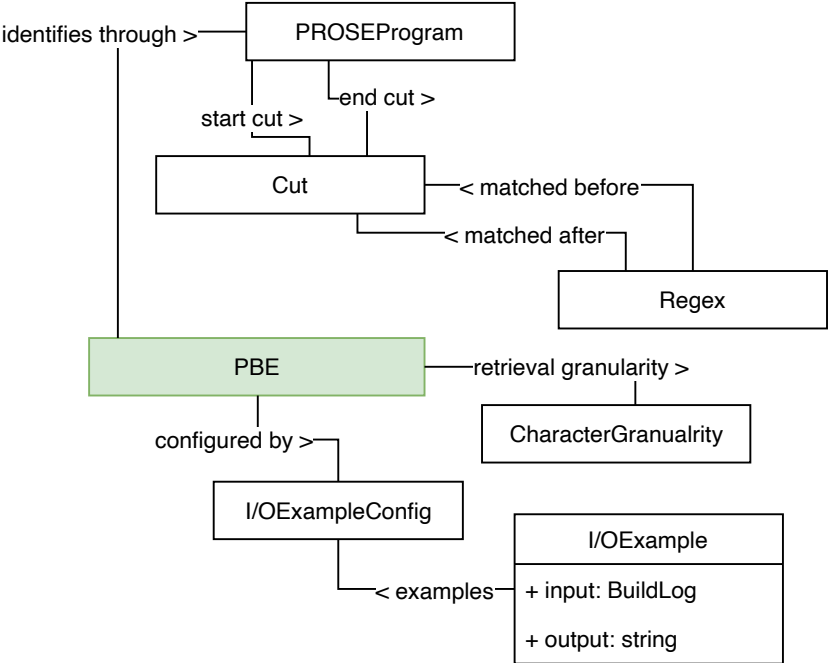 identifies through >
PROSEProgram
end cut >
start cut >
Cut
< matched before
< matched after
Regex
PBE
retrieval granularity >
CharacterGranualrity
configured by >
I/OExampleConfig
I/OExample
< examples
+ input: BuildLog
+ output: string